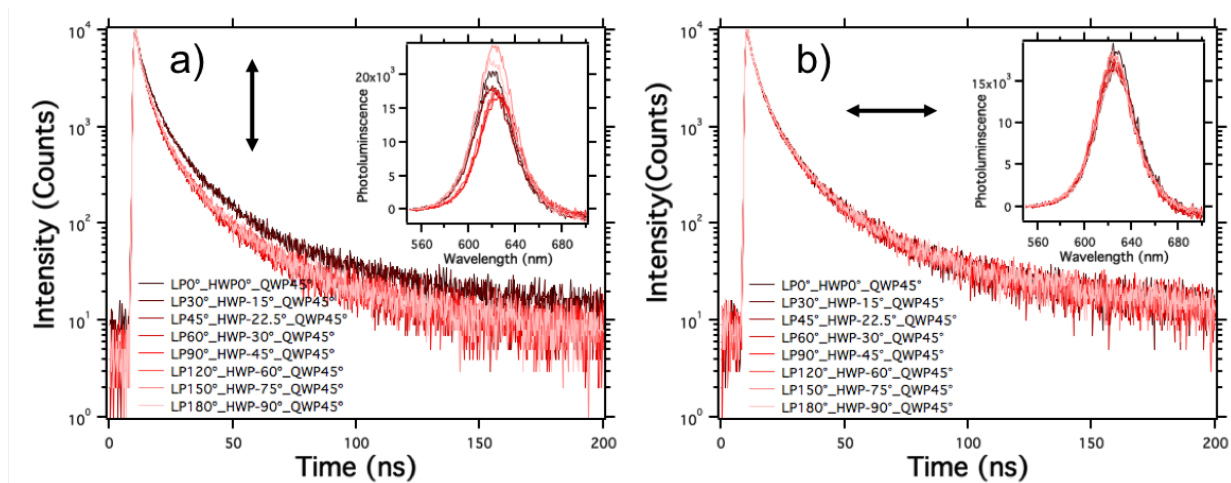 a)
10⁴
10³
10²
10¹
10⁰
Intensity (Counts)
0
50
100
150
200
Time (ns)
20x10³
15
10
5
0
Photoluminscence
560
600
640
680
Wavelength (nm)
LP0°_HWP0°_QWP45°
LP30°_HWP-15°_QWP45°
LP45°_HWP-22.5°_QWP45°
LP60°_HWP-30°_QWP45°
LP90°_HWP-45°_QWP45°
LP120°_HWP-60°_QWP45°
LP150°_HWP-75°_QWP45°
LP180°_HWP-90°_QWP45°
b)
10⁴
10³
10²
10¹
10⁰
Intensity(Counts)
0
50
100
150
200
Time (ns)
15x10³
10
5
0
Photoluminscence
560
600
640
680
Wavelength (nm)
LP0°_HWP0°_QWP45°
LP30°_HWP-15°_QWP45°
LP45°_HWP-22.5°_QWP45°
LP60°_HWP-30°_QWP45°
LP90°_HWP-45°_QWP45°
LP120°_HWP-60°_QWP45°
LP150°_HWP-75°_QWP45°
LP180°_HWP-90°_QWP45°